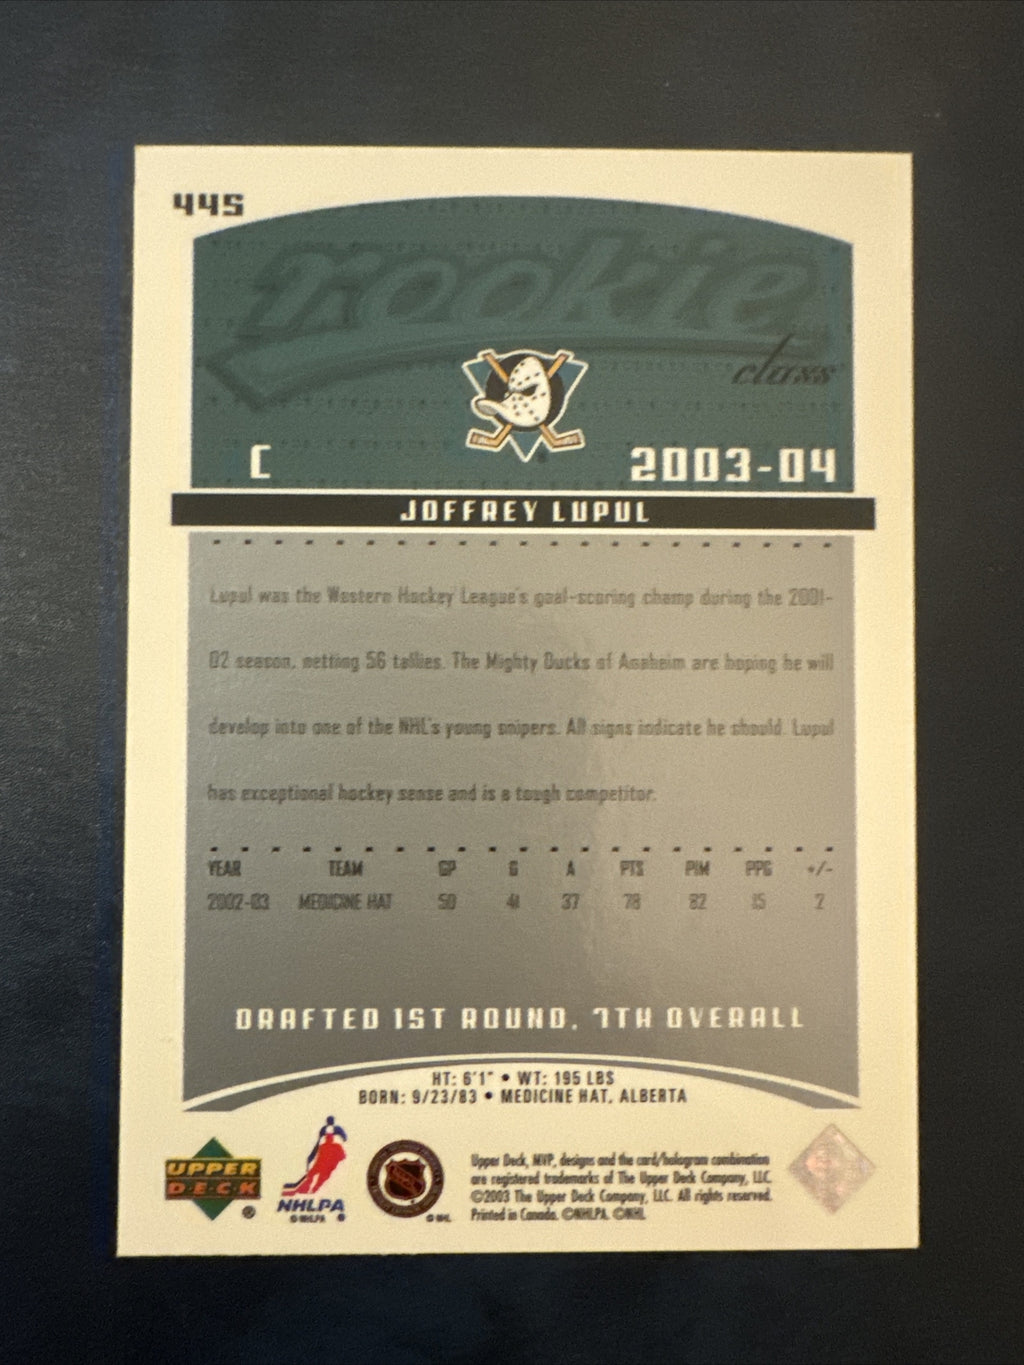 445
rookie
class
C
2003-04
JOFFREY LUPUL
Lupul was the Western Hockey League's goal-scoring champ during the 2001-
02 season, netting 56 tallies. The Mighty Ducks of Anaheim are hoping he will
develop into one of the NHL's young snipers. All signs indicate he should. Lupul
has exceptional hockey sense and is a tough competitor.
YEAR TEAM GP G A PTS PIM PPG +/-
2002-03 MEDICINE HAT 50 41 37 78 82 15 2
DRAFTED 1ST ROUND, 7TH OVERALL
HT: 6'1" • WT: 195 LBS
BORN: 9/23/83 • MEDICINE HAT, ALBERTA
UPPER
DECK
®
NHLPA
© NHLPA ®
© NHL
Upper Deck, MVP, designs and the card/hologram combination
are registered trademarks of The Upper Deck Company, LLC.
©2003 The Upper Deck Company, LLC. All rights reserved.
Printed in Canada. ©NHLPA. ©NHL